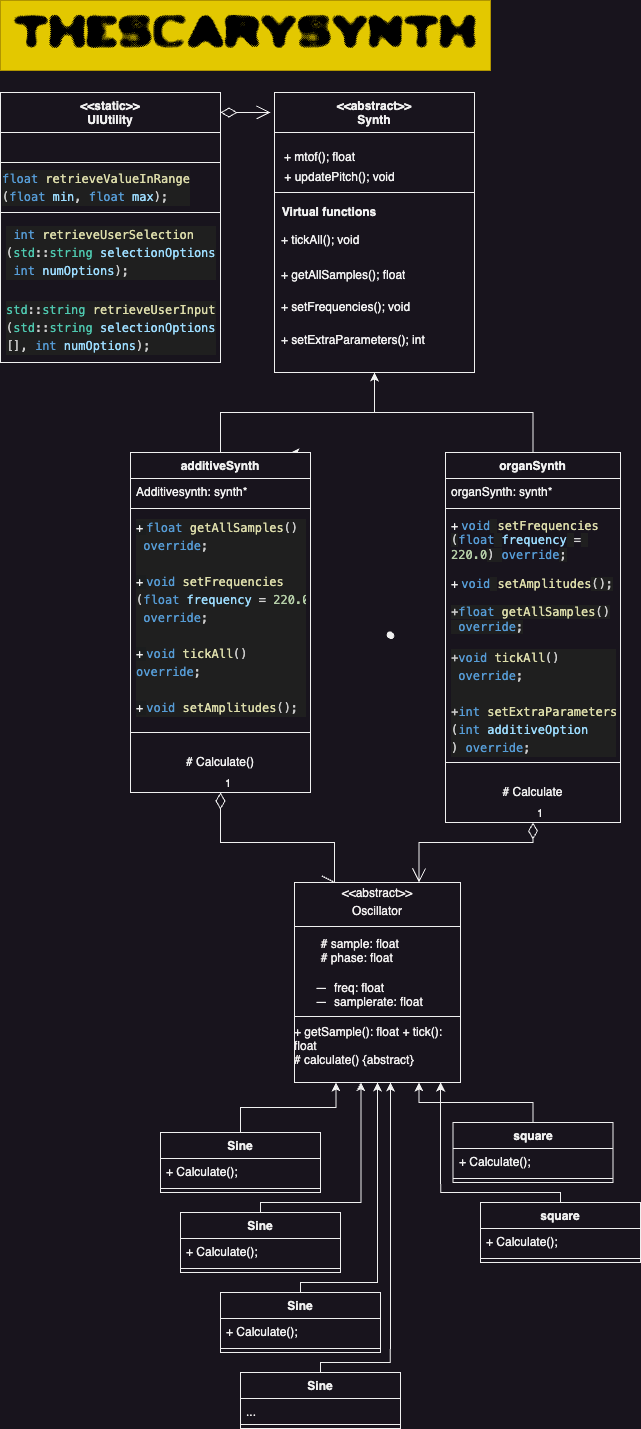 THESCARYSYNTH
<<static>>
UIUtility
float retrieveValueInRange
(float min, float max);
int retrieveUserSelection
(std::string selectionOptions
int numOptions);
std::string retrieveUserInput
(std::string selectionOptions
[], int numOptions);
<<abstract>>
Synth
+ mtof(); float
+ updatePitch(); void
Virtual functions
+ tickAll(); void
+ getAllSamples(); float
+ setFrequencies(); void
+ setExtraParameters(); int
additiveSynth
Additivesynth: synth*
+ float getAllSamples()
override;
+ void setFrequencies
(float frequency = 220.0
override;
+ void tickAll()
override;
+ void setAmplitudes();
# Calculate()
1
organSynth
organSynth: synth*
+ void setFrequencies
(float frequency =
220.0) override;
+ void setAmplitudes();
+float getAllSamples()
override;
+void tickAll()
override;
+int setExtraParameters
(int additiveOption
) override;
# Calculate
1
<<abstract>>
Oscillator
# sample: float
# phase: float
— freq: float
— samplerate: float
+ getSample(): float + tick():
float
# calculate() {abstract}
Sine
+ Calculate();
square
+ Calculate();
Sine
+ Calculate();
square
+ Calculate();
Sine
+ Calculate();
Sine
...